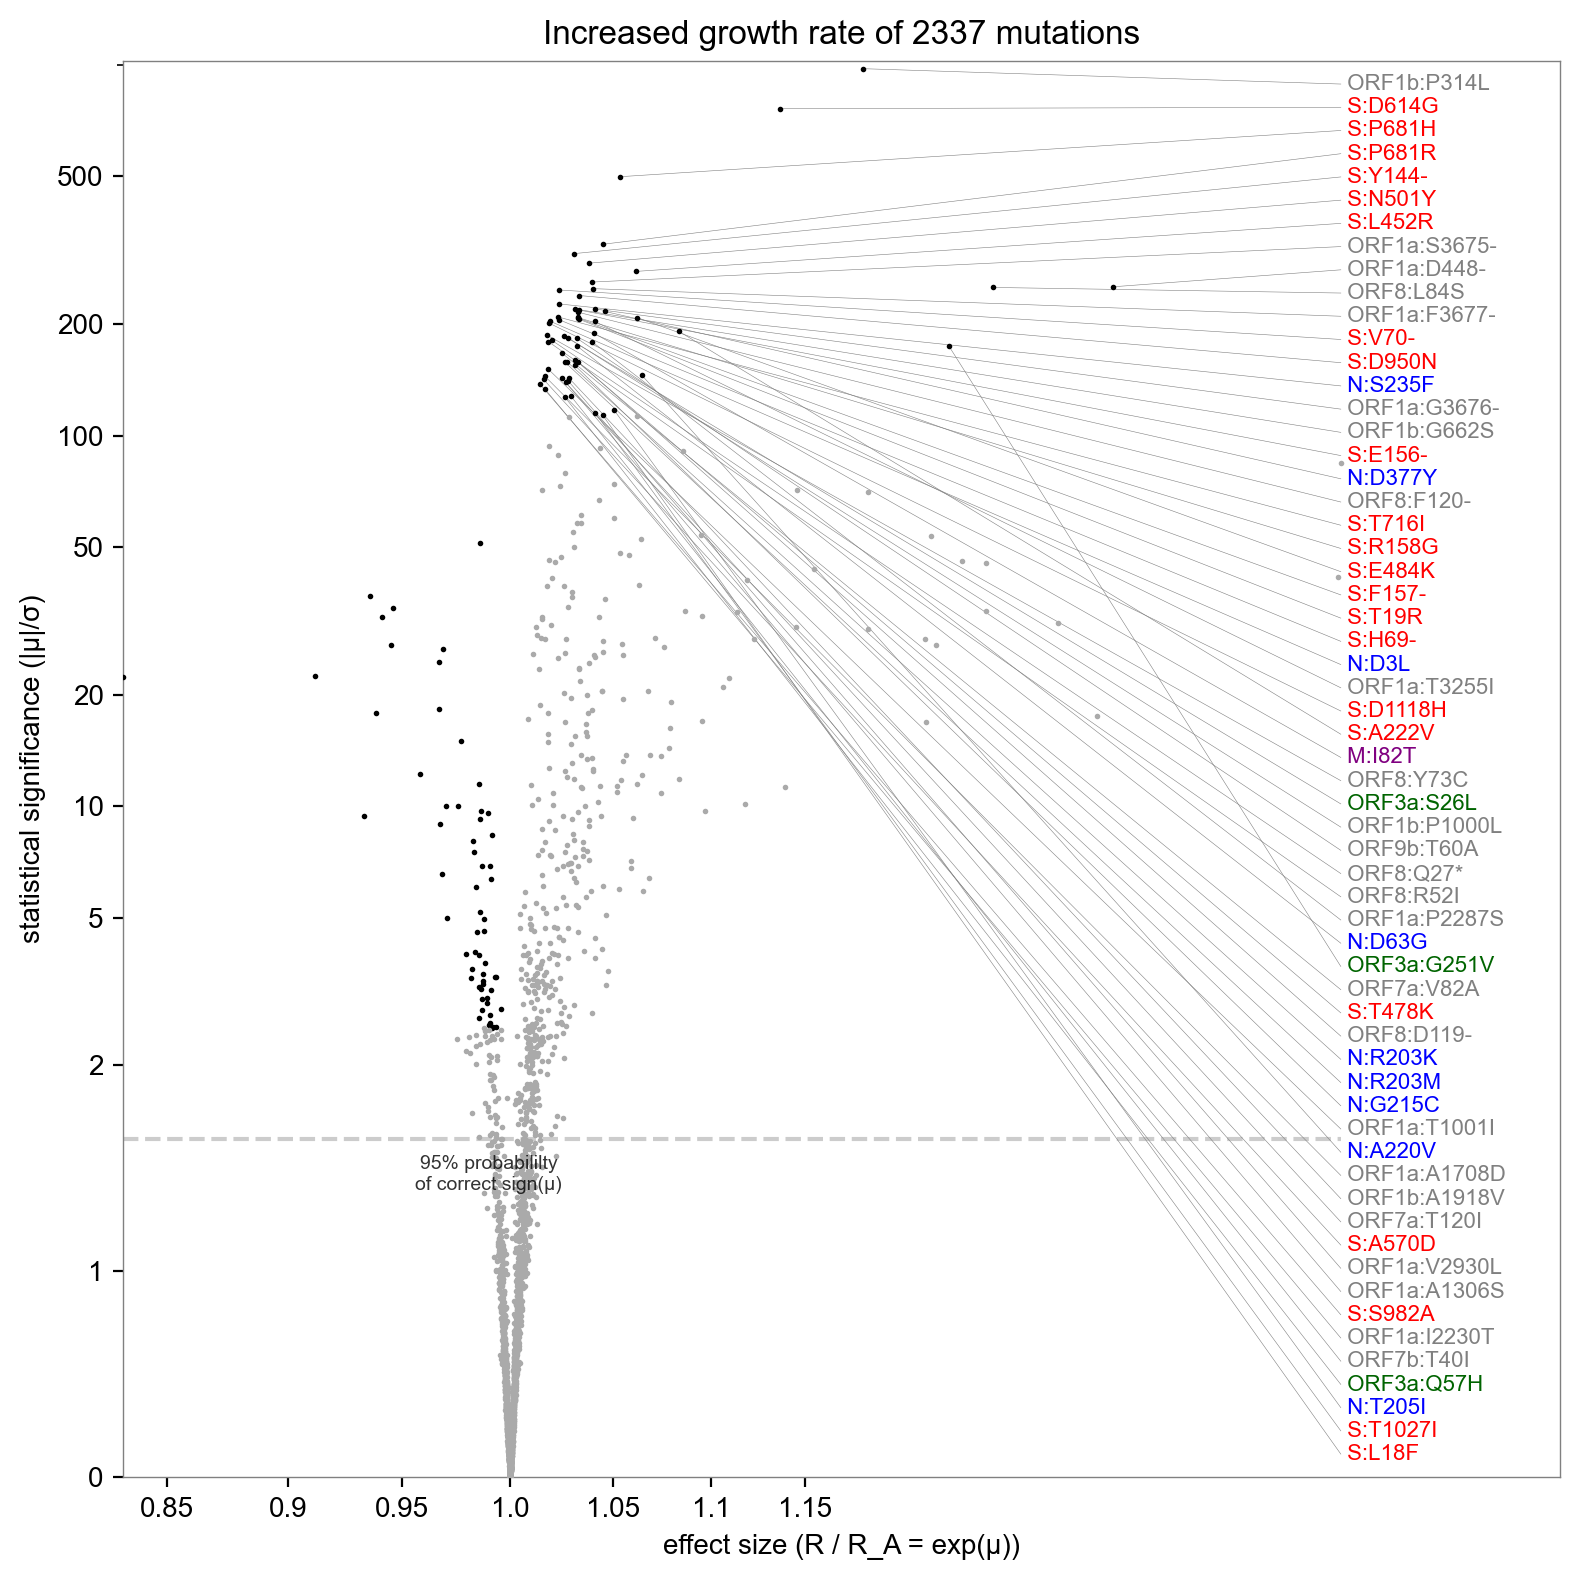 Increased growth rate of 2337 mutations
statistical significance (|μ|/σ)
500
200
100
50
20
10
5
2
1
0
95% probabililty
of correct sign(μ)
ORF1b:P314L
S:D614G
S:P681H
S:P681R
S:Y144-
S:N501Y
S:L452R
ORF1a:S3675-
ORF1a:D448-
ORF8:L84S
ORF1a:F3677-
S:V70-
S:D950N
N:S235F
ORF1a:G3676-
ORF1b:G662S
S:E156-
N:D377Y
ORF8:F120-
S:T716I
S:R158G
S:E484K
S:F157-
S:T19R
S:H69-
N:D3L
ORF1a:T3255I
S:D1118H
S:A222V
M:I82T
ORF8:Y73C
ORF3a:S26L
ORF1b:P1000L
ORF9b:T60A
ORF8:Q27*
ORF8:R52I
ORF1a:P2287S
N:D63G
ORF3a:G251V
ORF7a:V82A
S:T478K
ORF8:D119-
N:R203K
N:R203M
N:G215C
ORF1a:T1001I
N:A220V
ORF1a:A1708D
ORF1b:A1918V
ORF7a:T120I
S:A570D
ORF1a:V2930L
ORF1a:A1306S
S:S982A
ORF1a:I2230T
ORF7b:T40I
ORF3a:Q57H
N:T205I
S:T1027I
S:L18F
0.85 0.9 0.95 1.0 1.05 1.1 1.15
effect size (R / R_A = exp(μ))